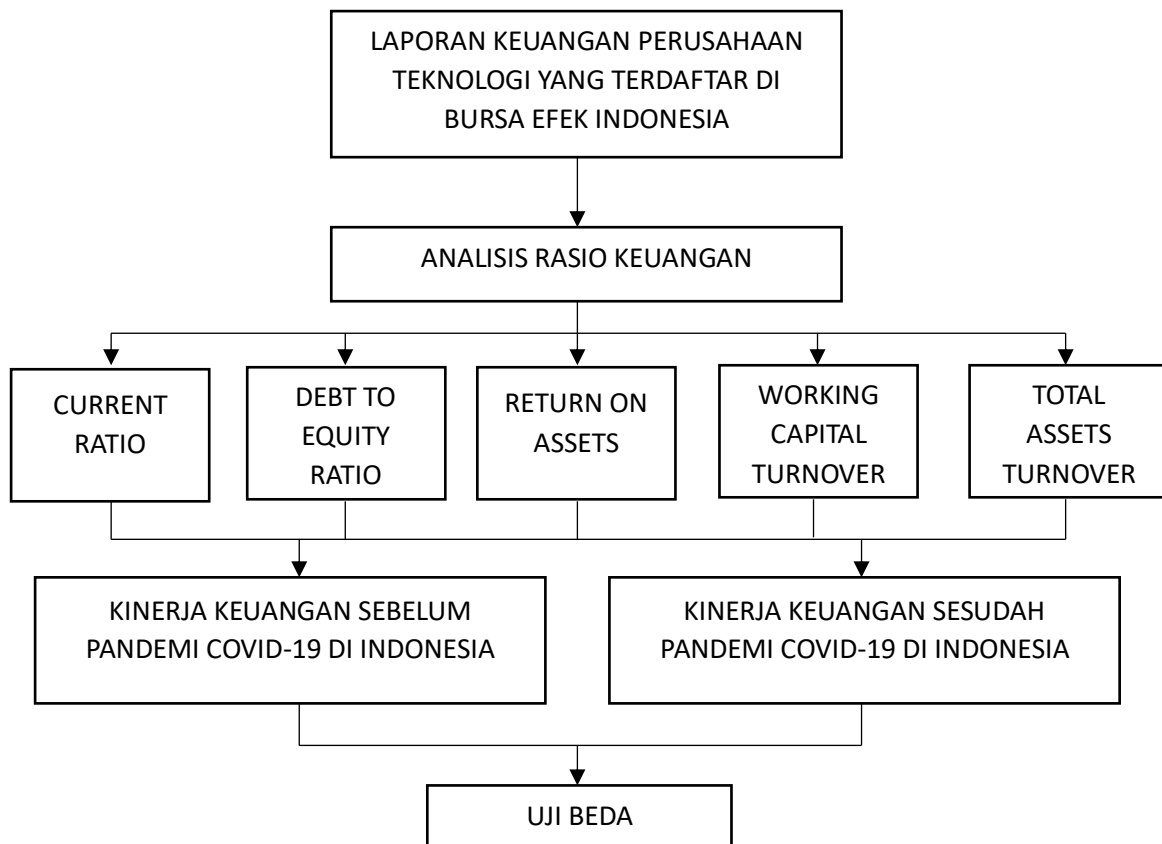 LAPORAN KEUANGAN PERUSAHAAN
TEKNOLOGI YANG TERDAFTAR DI
BURSA EFEK INDONESIA
ANALISIS RASIO KEUANGAN
CURRENT
RATIO
DEBT TO
EQUITY
RATIO
RETURN ON
ASSETS
WORKING
CAPITAL
TURNOVER
TOTAL
ASSETS
TURNOVER
KINERJA KEUANGAN SEBELUM
PANDEMI COVID-19 DI INDONESIA
KINERJA KEUANGAN SESUDAH
PANDEMI COVID-19 DI INDONESIA
UJI BEDA